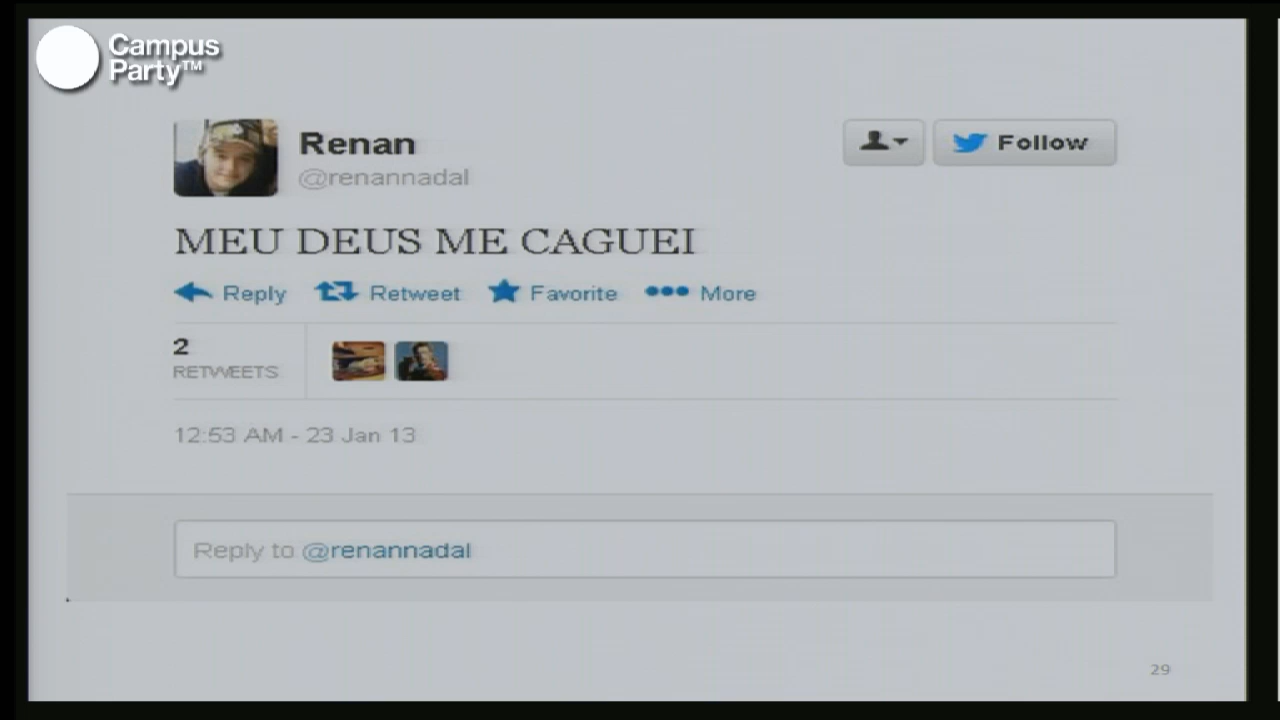 Campus
Party™
Renan
@renannadal
Follow
MEU DEUS ME CAGUEI
Reply
Retweet
Favorite
More
2
RETWEETS
12:53 AM - 23 Jan 13
Reply to @renannadal
29